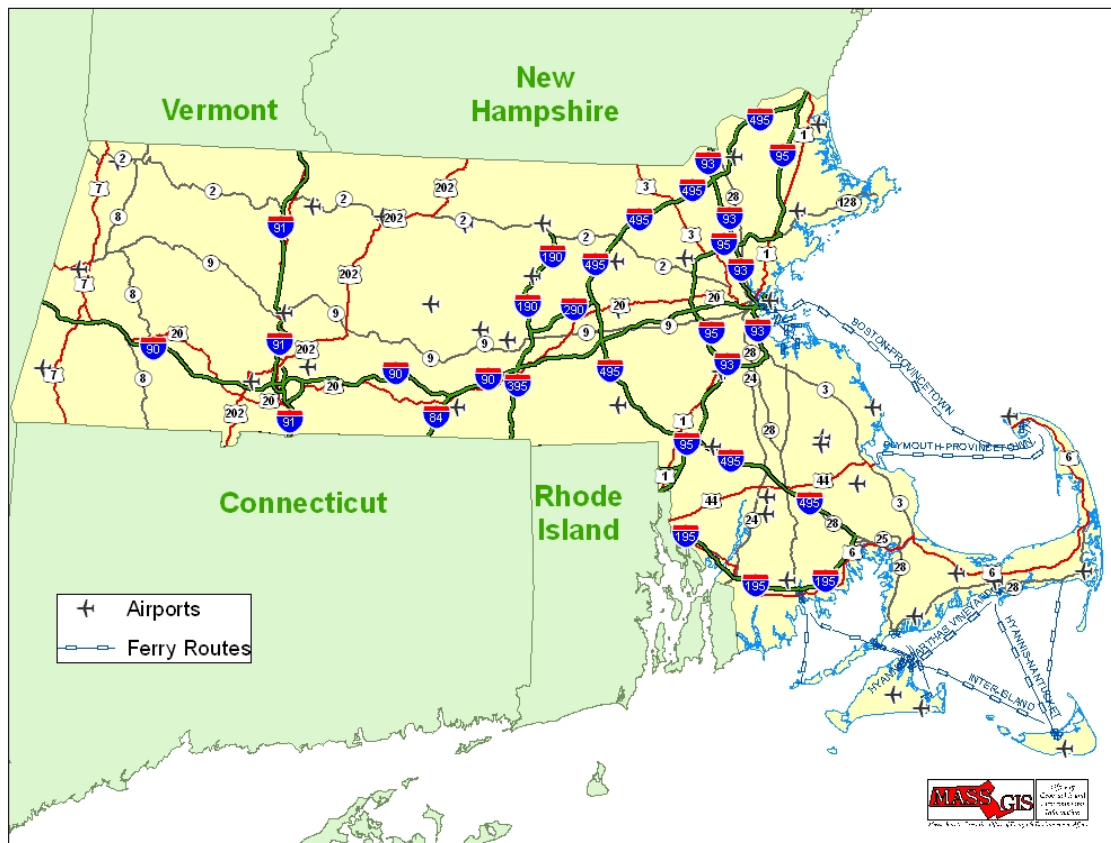 New
Hampshire
Vermont
495
93
95
1
2
7
8
202
3
28
128
91
9
190
290
20
90
395
84
24
44
195
6
25
BOSTON-PROVINCETOWN
PLYMOUTH-PROVINCETOWN
Connecticut
Rhode
Island
HYANNIS-NANTUCKET
INTER-ISLAND
Airports
Ferry Routes
MASS GIS